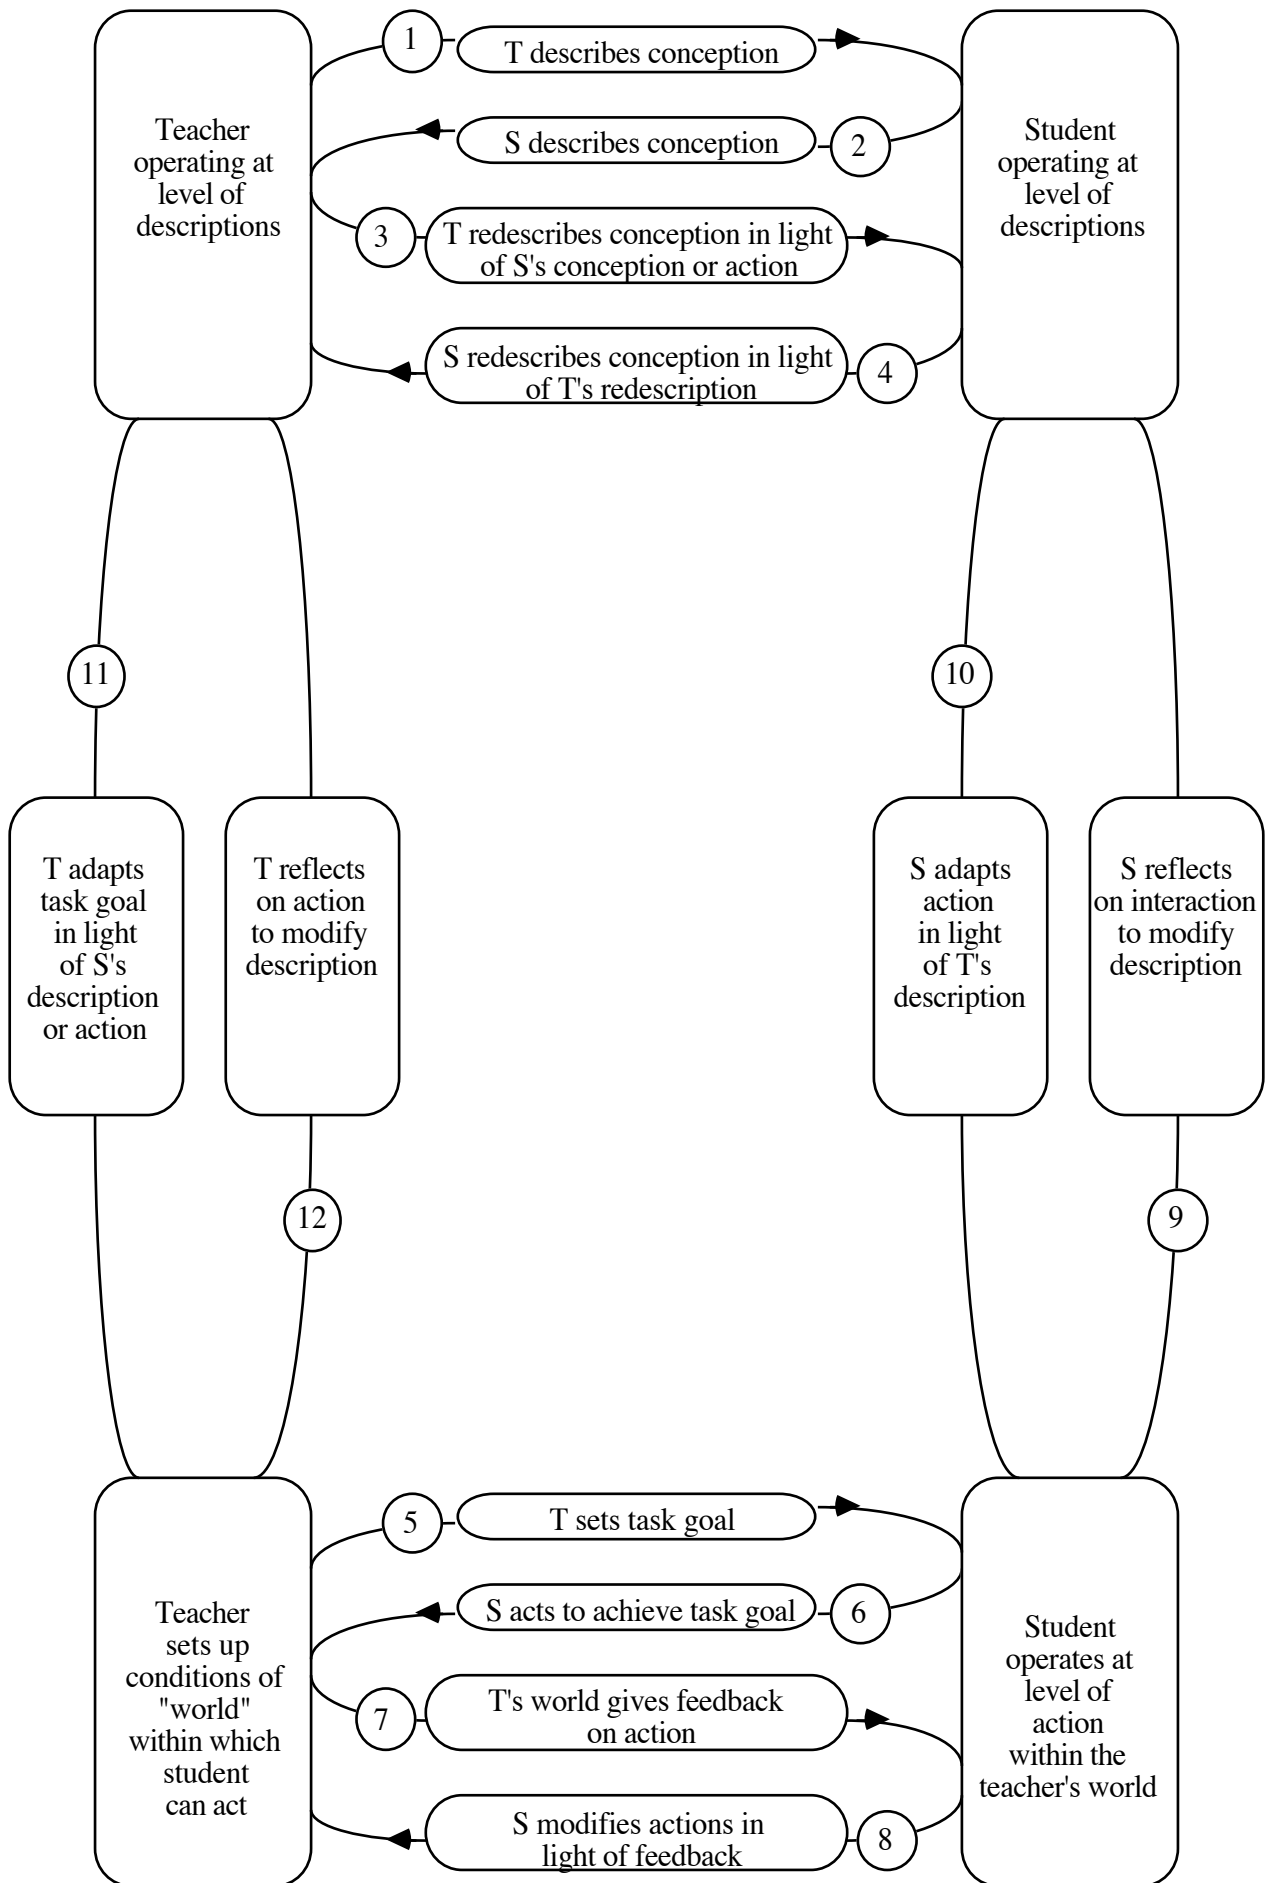 1
T describes conception
Teacher
operating at
level of
descriptions
Student
operating at
level of
descriptions
S describes conception
2
3
T redescribes conception in light
of S's conception or action
S redescribes conception in light
of T's redescription
4
11
10
T adapts
task goal
in light
of S's
description
or action
T reflects
on action
to modify
description
S adapts
action
in light
of T's
description
S reflects
on interaction
to modify
description
12
9
5
T sets task goal
Teacher
sets up
conditions of
"world"
within which
student
can act
S acts to achieve task goal
6
Student
operates at
level of
action
within the
teacher's world
7
T's world gives feedback
on action
S modifies actions in
light of feedback
8